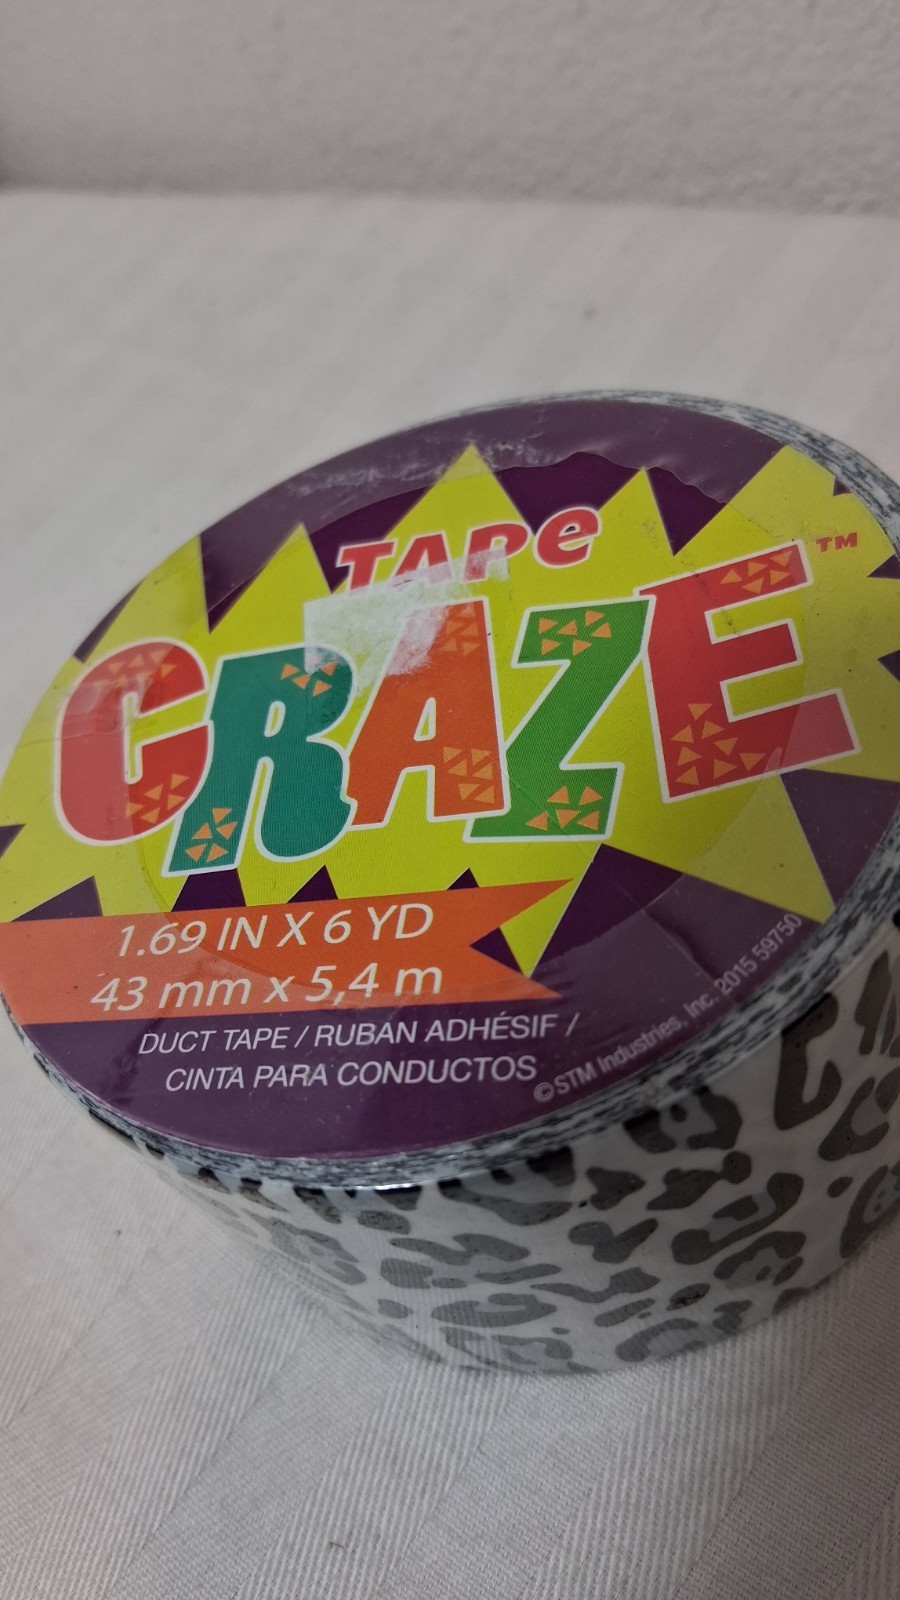 TAPe
CRAZE™
1.69 IN X 6 YD
43 mm x 5,4 m
DUCT TAPE / RUBAN ADHÉSIF /
CINTA PARA CONDUCTOS
©STM Industries, Inc. 2015 59750